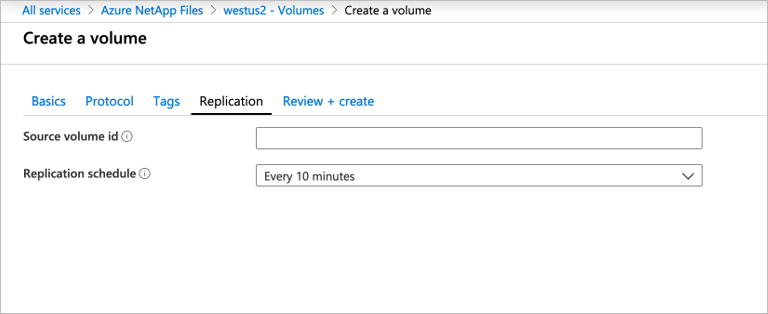 All services > Azure NetApp Files > westus2 - Volumes > Create a volume
Create a volume
Basics Protocol Tags Replication Review + create
Source volume id
Replication schedule Every 10 minutes